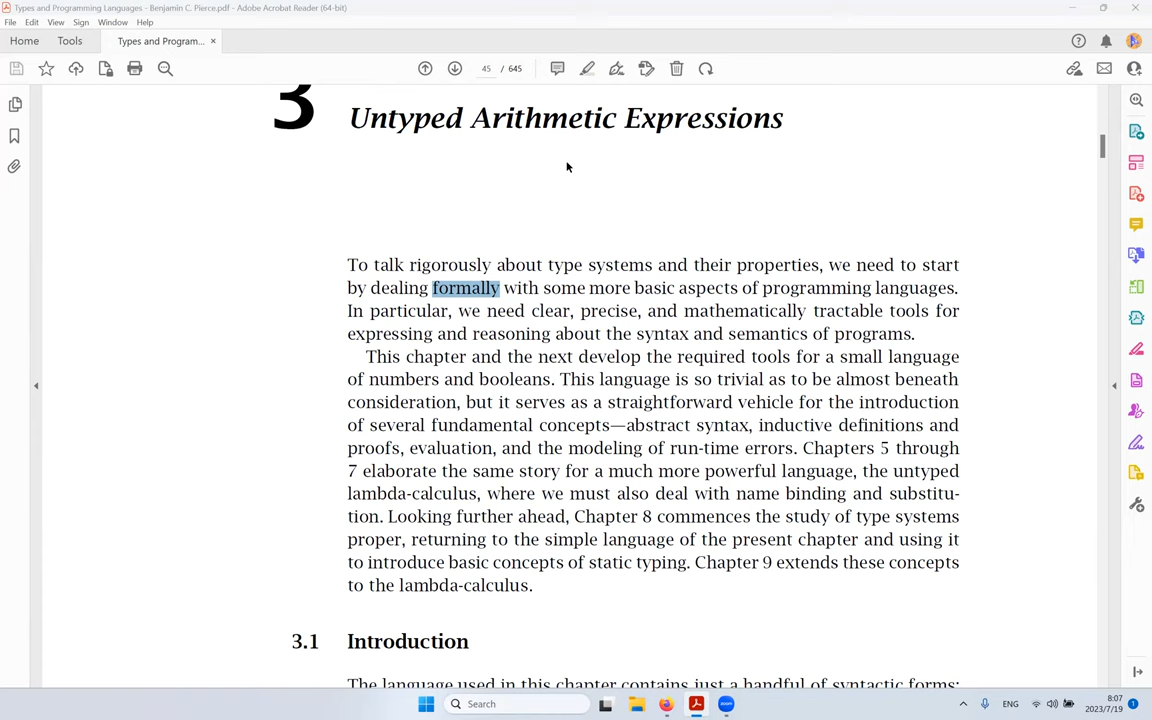 Types and Programming Languages - Benjamin C. Pierce.pdf - Adobe Acrobat Reader (64-bit)
File Edit View Sign Window Help
Home Tools Types and Program... ×
45 / 645
3 Untyped Arithmetic Expressions
To talk rigorously about type systems and their properties, we need to start
by dealing formally with some more basic aspects of programming languages.
In particular, we need clear, precise, and mathematically tractable tools for
expressing and reasoning about the syntax and semantics of programs.
This chapter and the next develop the required tools for a small language
of numbers and booleans. This language is so trivial as to be almost beneath
consideration, but it serves as a straightforward vehicle for the introduction
of several fundamental concepts—abstract syntax, inductive definitions and
proofs, evaluation, and the modeling of run-time errors. Chapters 5 through
7 elaborate the same story for a much more powerful language, the untyped
lambda-calculus, where we must also deal with name binding and substitu-
tion. Looking further ahead, Chapter 8 commences the study of type systems
proper, returning to the simple language of the present chapter and using it
to introduce basic concepts of static typing. Chapter 9 extends these concepts
to the lambda-calculus.
3.1 Introduction
The language used in this chapter contains just a handful of syntactic forms:
Search
zoom
ENG
8:07
2023/7/19
1